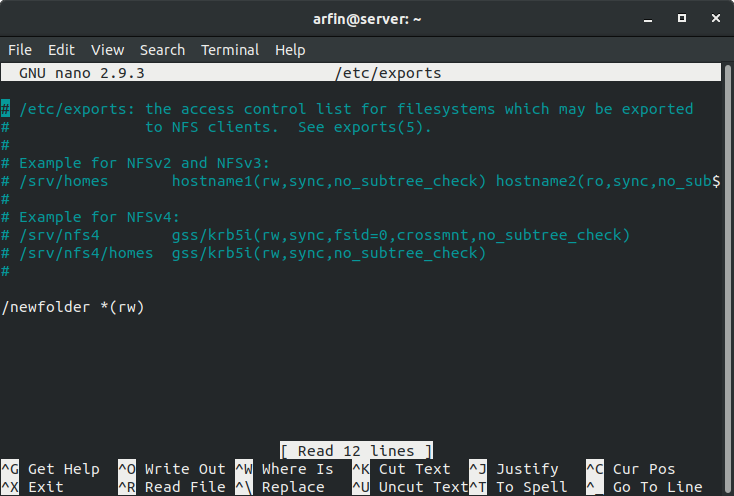 arfin@server: ~
File Edit View Search Terminal Help
GNU nano 2.9.3 /etc/exports
# /etc/exports: the access control list for filesystems which may be exported
# to NFS clients. See exports(5).
#
# Example for NFSv2 and NFSv3:
# /srv/homes hostname1(rw,sync,no_subtree_check) hostname2(ro,sync,no_sub$
#
# Example for NFSv4:
# /srv/nfs4 gss/krb5i(rw,sync,fsid=0,crossmnt,no_subtree_check)
# /srv/nfs4/homes gss/krb5i(rw,sync,no_subtree_check)
#
/newfolder *(rw)
[ Read 12 lines ]
^G Get Help ^O Write Out ^W Where Is ^K Cut Text ^J Justify ^C Cur Pos
^X Exit ^R Read File ^\ Replace ^U Uncut Text ^T To Spell ^_ Go To Line